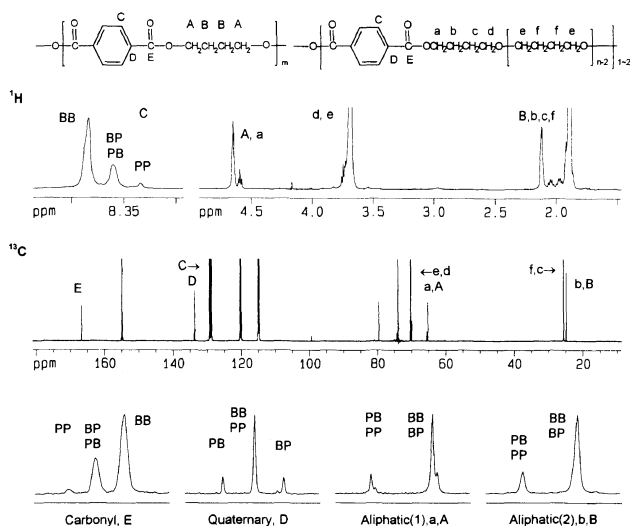 C
O O
A B B A
—O—C C—O—CH₂CH₂CH₂CH₂—O—
D E
m
C
O O
a b c d e f f e
—O—C C—OCH₂CH₂CH₂CH₂O—CH₂CH₂CH₂CH₂O—
D E
n-2 1~2
¹H
BB
BP
PB
PP
C
A, a
d, e
B,b,c,f
ppm 8.35 ppm 4.5 4.0 3.5 3.0 2.5 2.0
¹³C
E
C→
D
←e,d
a,A
f,c→
b,B
ppm 160 140 120 100 80 60 40 20
PP BP PB BB
PB BB PP BP
PB PP BB BP
PB PP BB BP
Carbonyl, E Quaternary, D Aliphatic(1),a,A Aliphatic(2),b,B